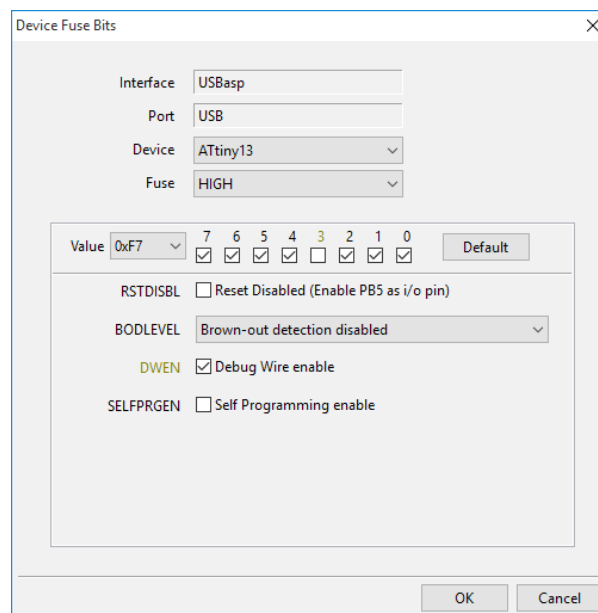 Device Fuse Bits
Interface USBasp
Port USB
Device ATtiny13
Fuse HIGH
7 6 5 4 3 2 1 0
Value 0xF7 Default
RSTDISBL Reset Disabled (Enable PB5 as i/o pin)
BODLEVEL Brown-out detection disabled
DWEN Debug Wire enable
SELFPRGEN Self Programming enable
OK Cancel